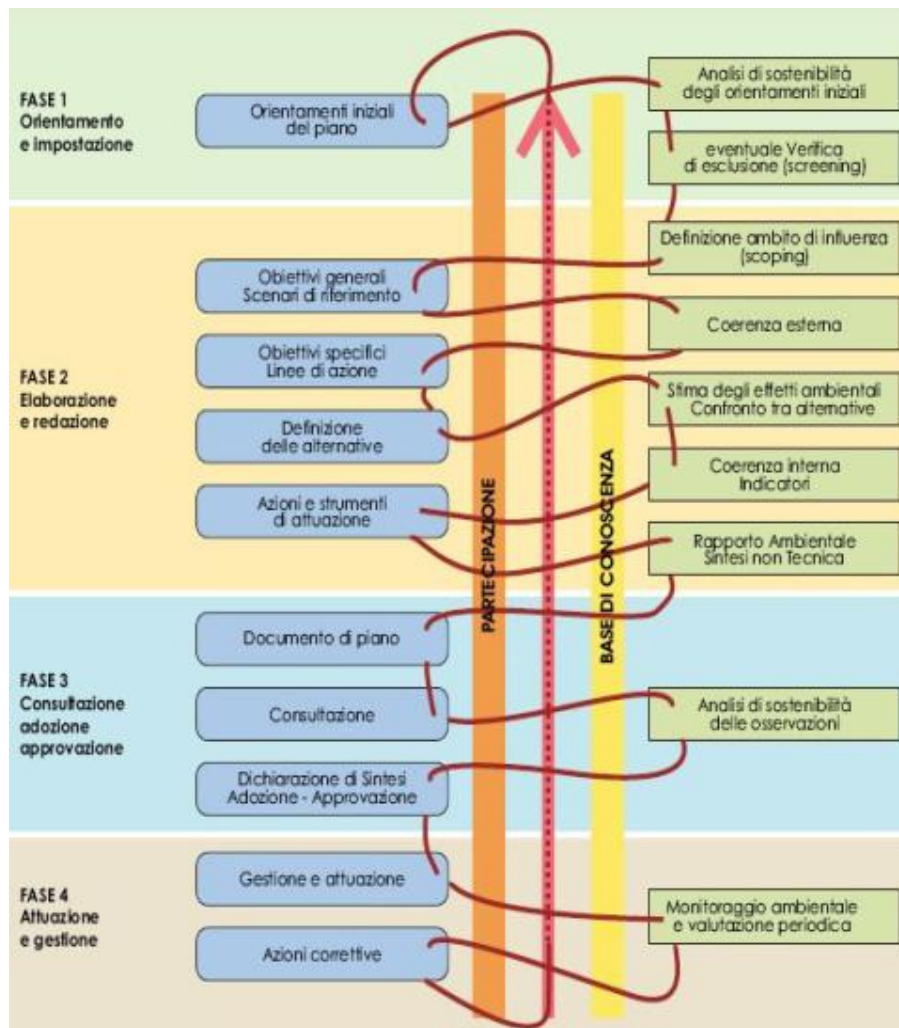 FASE 1
Orientamento
e impostazione
Orientamenti iniziali
del piano
Analisi di sostenibilità
degli orientamenti iniziali
eventuale Verifica
di esclusione (screening)
FASE 2
Elaborazione
e redazione
Definizione ambito di influenza
(scoping)
Obiettivi generali
Scenari di riferimento
Coerenza esterna
Obiettivi specifici
Linee di azione
Stima degli effetti ambientali
Confronto tra alternative
Definizione
delle alternative
Coerenza interna
Indicatori
Azioni e strumenti
di attuazione
Rapporto Ambientale
Sintesi non Tecnica
PARTECIPAZIONE
BASE DI CONOSCENZA
FASE 3
Consultazione
adozione
approvazione
Documento di piano
Consultazione
Analisi di sostenibilità
delle osservazioni
Dichiarazione di Sintesi
Adozione - Approvazione
FASE 4
Attuazione
e gestione
Gestione e attuazione
Monitoraggio ambientale
e valutazione periodica
Azioni correttive